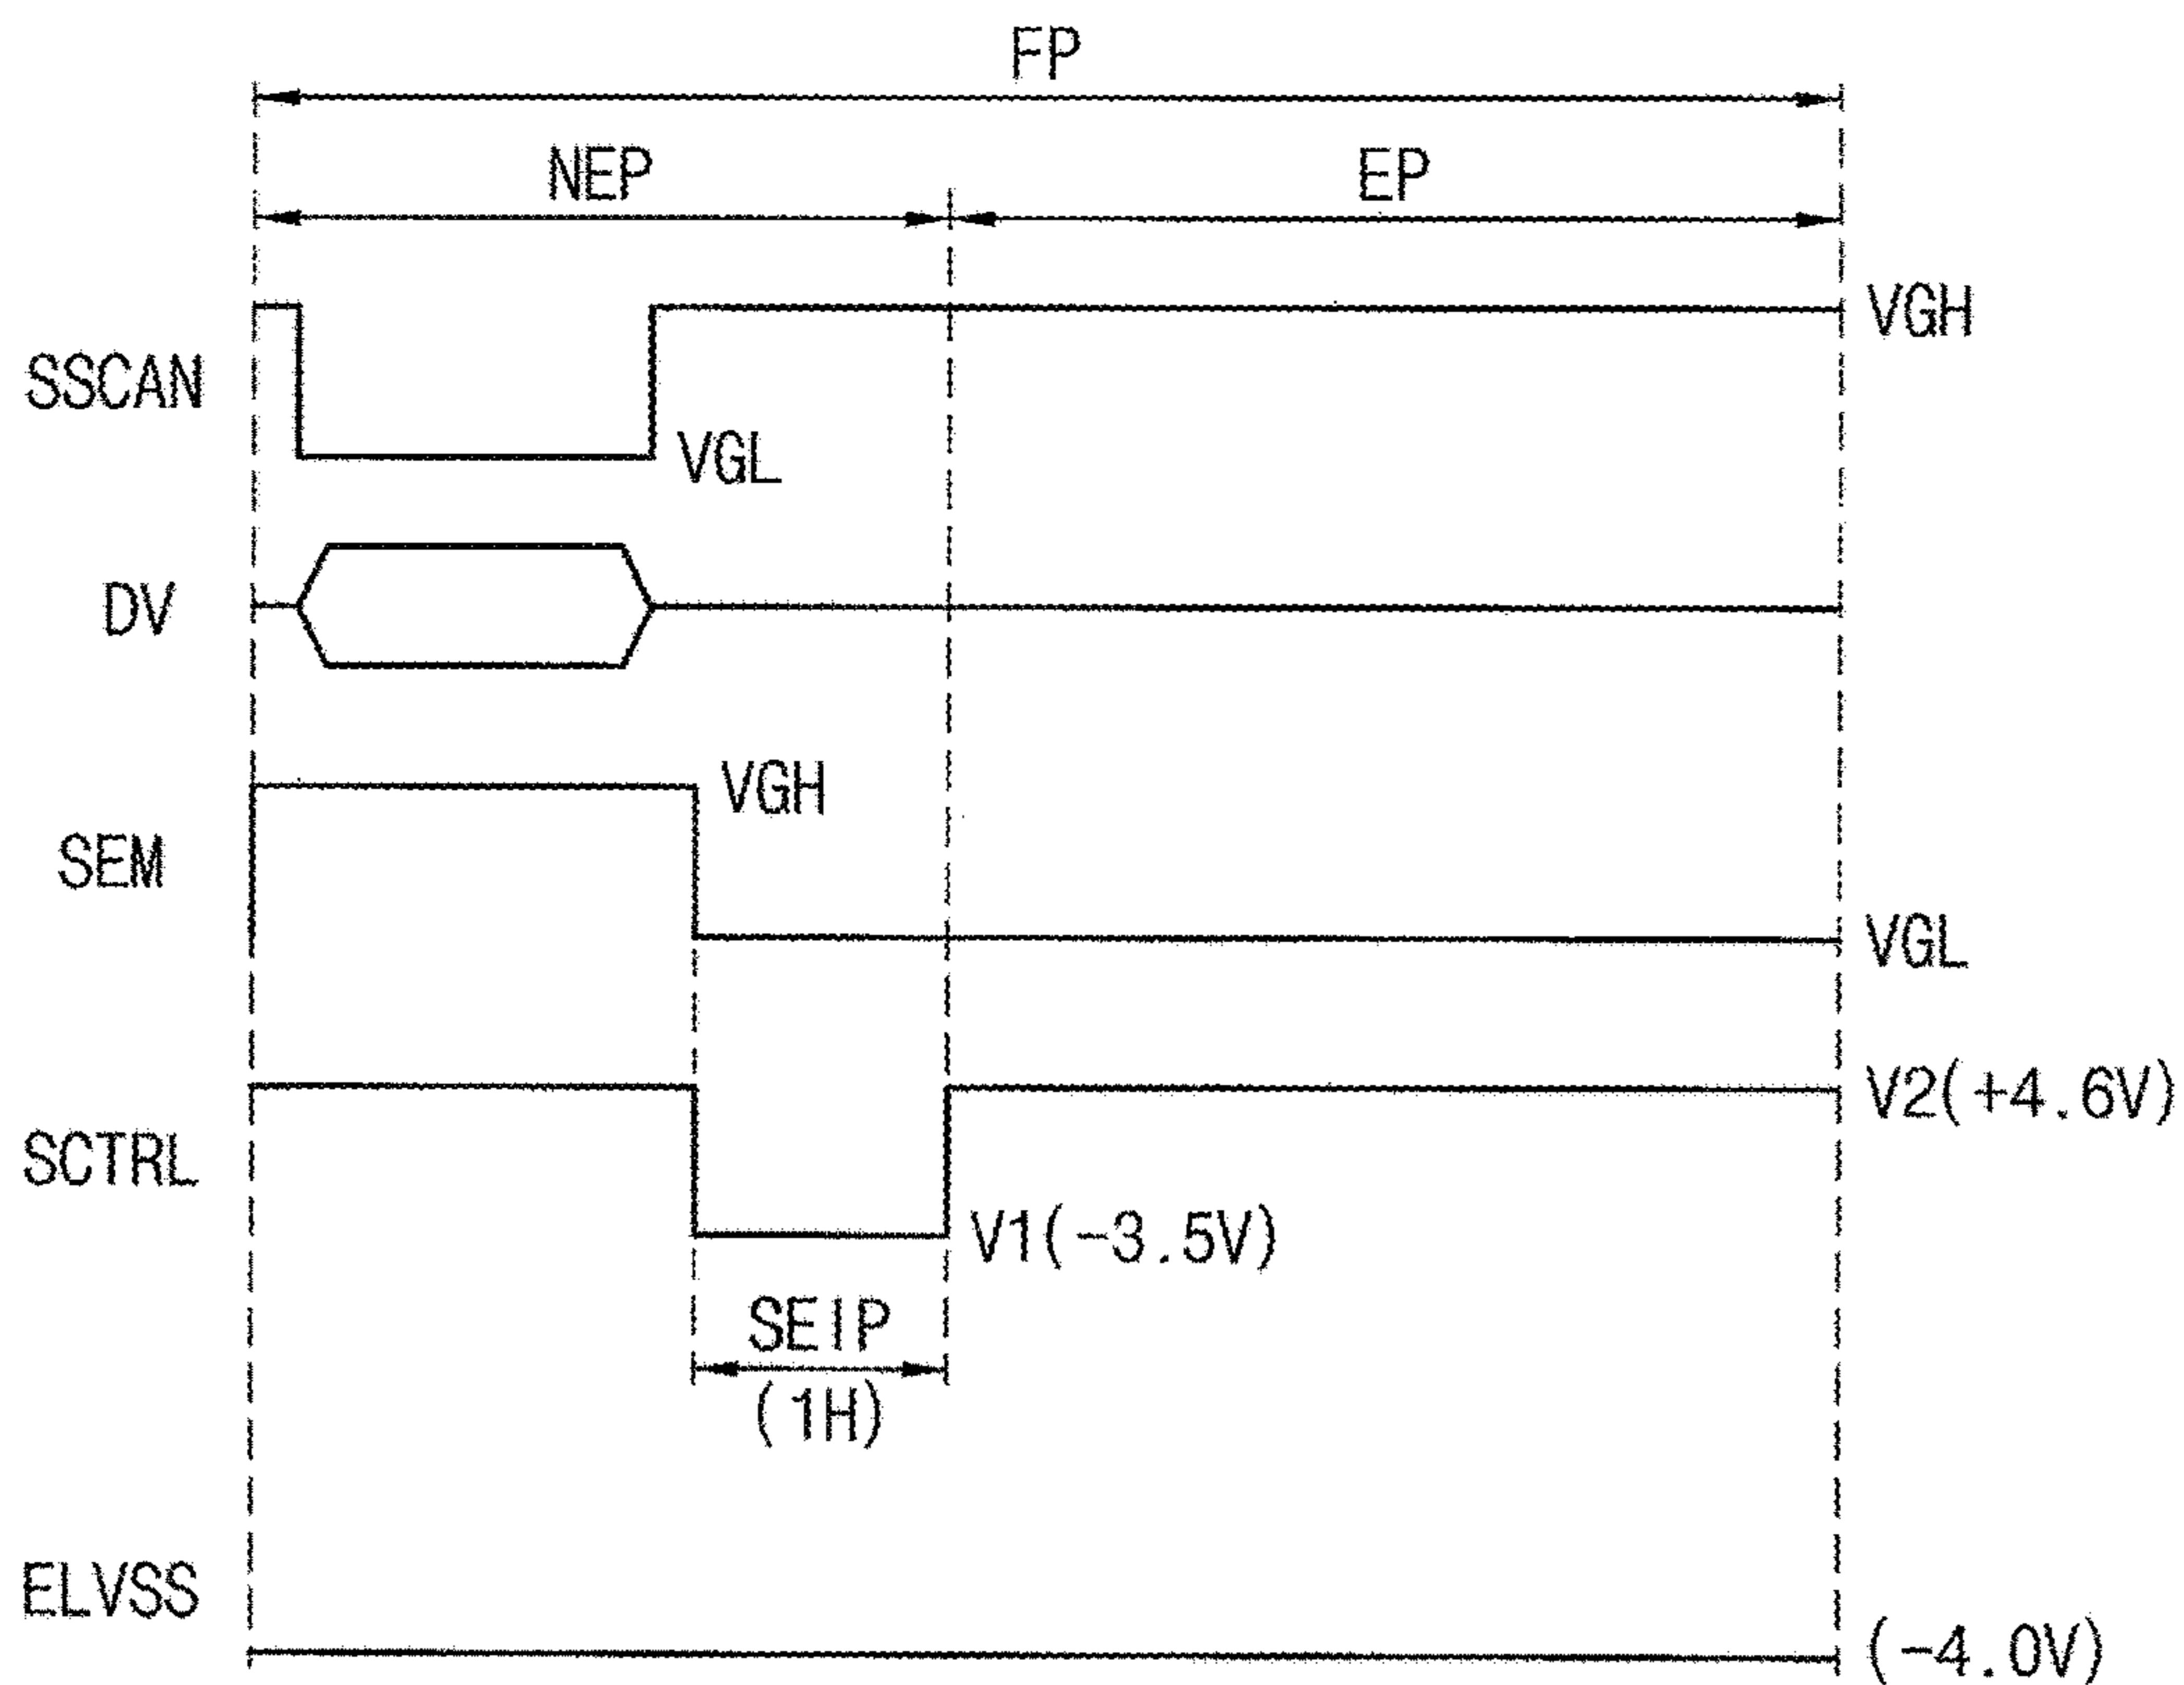 FP
NEP EP
VGH
SSCAN
VGL
DV
VGH
SEM
VGL
V2(+4.6V)
SCTRL
V1(-3.5V)
SEIP
(1H)
ELVSS
(-4.0V)